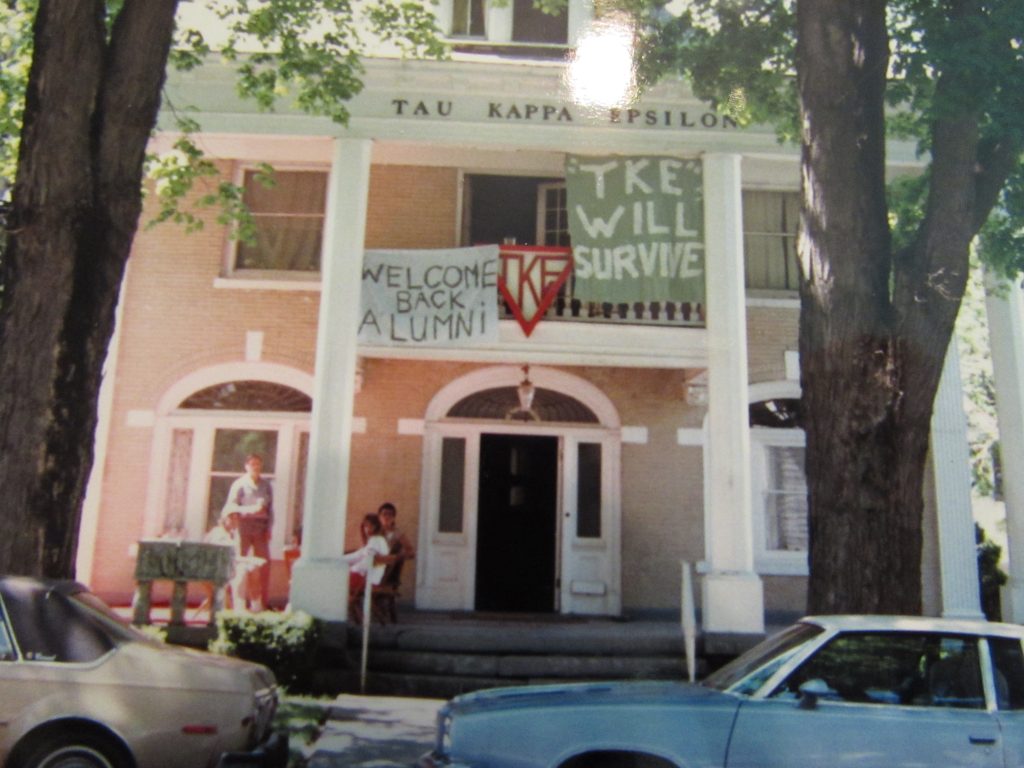 TAU KAPPA EPSILON
"TKE"
WILL
SURVIVE
WELCOME
BACK
ALUMNi
TKE